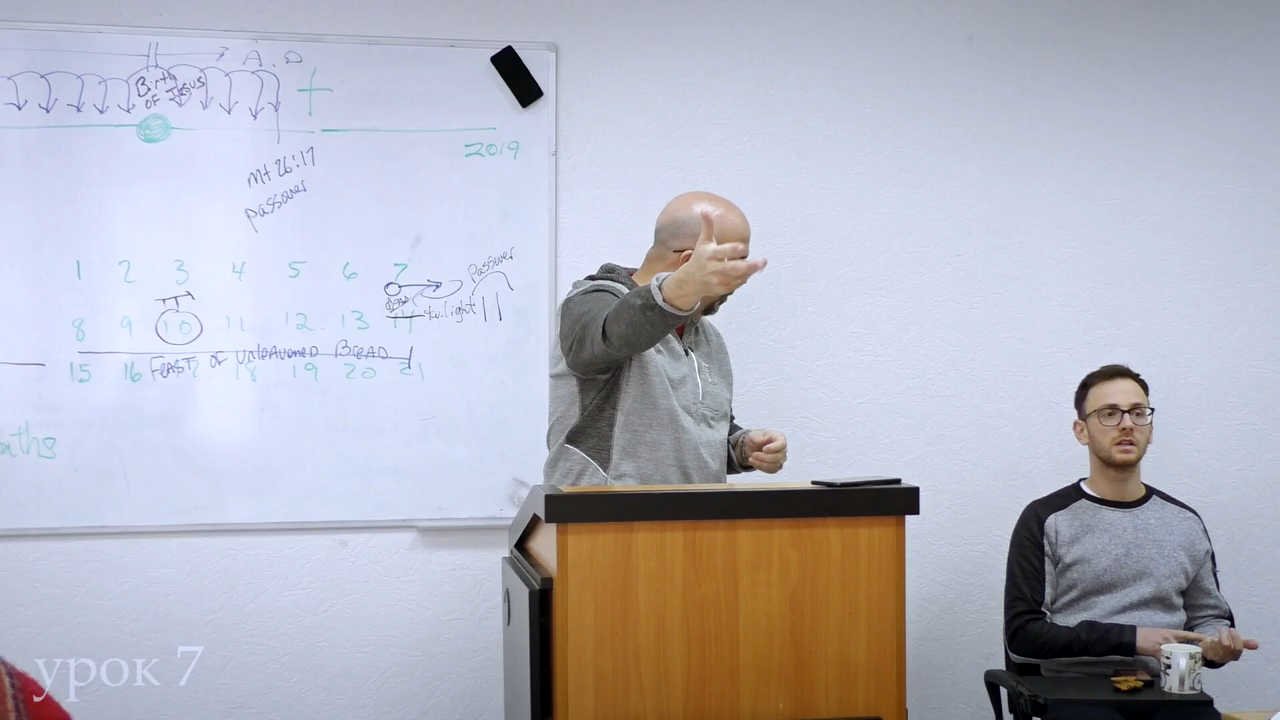 A.D
Birth
OF Jesus
2019
Mt 26:17
passover
1 2 3 4 5 6 7
Passover
twilight
8 9 10 11 12 13 14
FEAST OF UNLEAVENED BREAD
15 16 18 19 20 21
урок 7